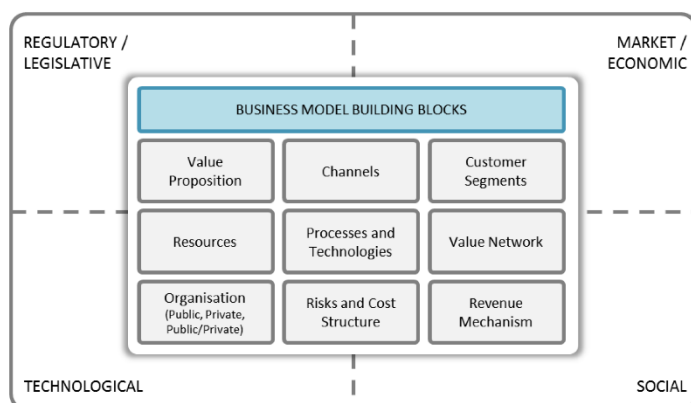 REGULATORY /
LEGISLATIVE
MARKET /
ECONOMIC
BUSINESS MODEL BUILDING BLOCKS
Value
Proposition
Channels
Customer
Segments
Resources
Processes and
Technologies
Value Network
Organisation
(Public, Private,
Public/Private)
Risks and Cost
Structure
Revenue
Mechanism
TECHNOLOGICAL
SOCIAL